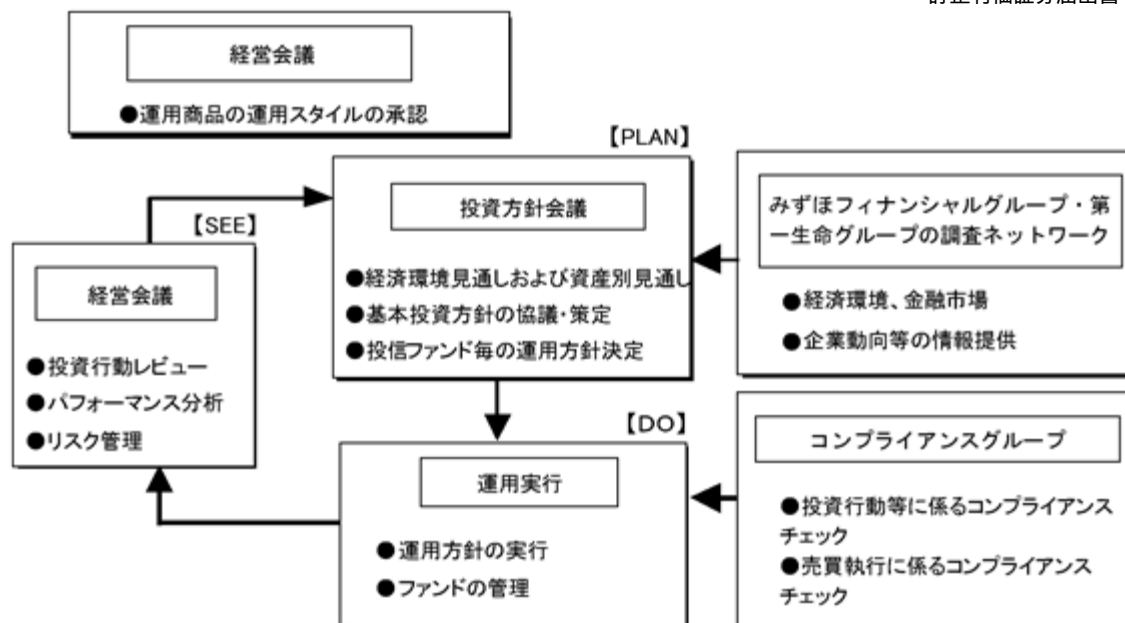 経営会議
●運用商品の運用スタイルの承認
【PLAN】
投資方針会議
●経済環境見通しおよび資産別見通し
●基本投資方針の協議・策定
●投信ファンド毎の運用方針決定
みずほフィナンシャルグループ・第
一生命グループの調査ネットワーク
●経済環境、金融市場
●企業動向等の情報提供
【SEE】
経営会議
●投資行動レビュー
●パフォーマンス分析
●リスク管理
【DO】
運用実行
●運用方針の実行
●ファンドの管理
コンプライアンスグループ
●投資行動等に係るコンプライアンス
チェック
●売買執行に係るコンプライアンス
チェック